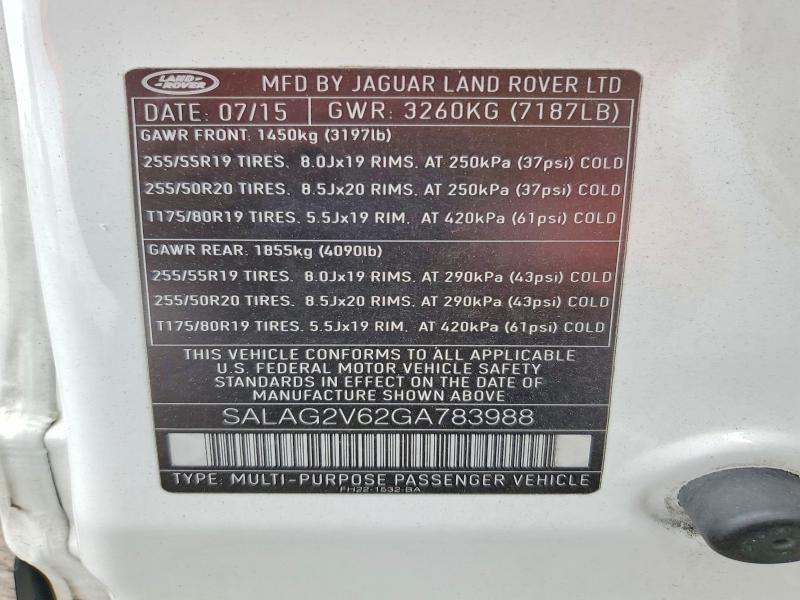 LAND-ROVER MFD BY JAGUAR LAND ROVER LTD
DATE: 07/15 GWR: 3260KG (7187LB)
GAWR FRONT: 1450kg (3197lb)
255/55R19 TIRES. 8.0Jx19 RIMS. AT 250kPa (37psi) COLD
255/50R20 TIRES. 8.5Jx20 RIMS. AT 250kPa (37psi) COLD
T175/80R19 TIRES. 5.5Jx19 RIM. AT 420kPa (61psi) COLD
GAWR REAR: 1855kg (4090lb)
255/55R19 TIRES. 8.0Jx19 RIMS. AT 290kPa (43psi) COLD
255/50R20 TIRES. 8.5Jx20 RIMS. AT 290kPa (43psi) COLD
T175/80R19 TIRES. 5.5Jx19 RIM. AT 420kPa (61psi) COLD
THIS VEHICLE CONFORMS TO ALL APPLICABLE
U.S. FEDERAL MOTOR VEHICLE SAFETY
STANDARDS IN EFFECT ON THE DATE OF
MANUFACTURE SHOWN ABOVE
SALAG2V62GA783988
TYPE: MULTI-PURPOSE PASSENGER VEHICLE
FH22-1532-BA